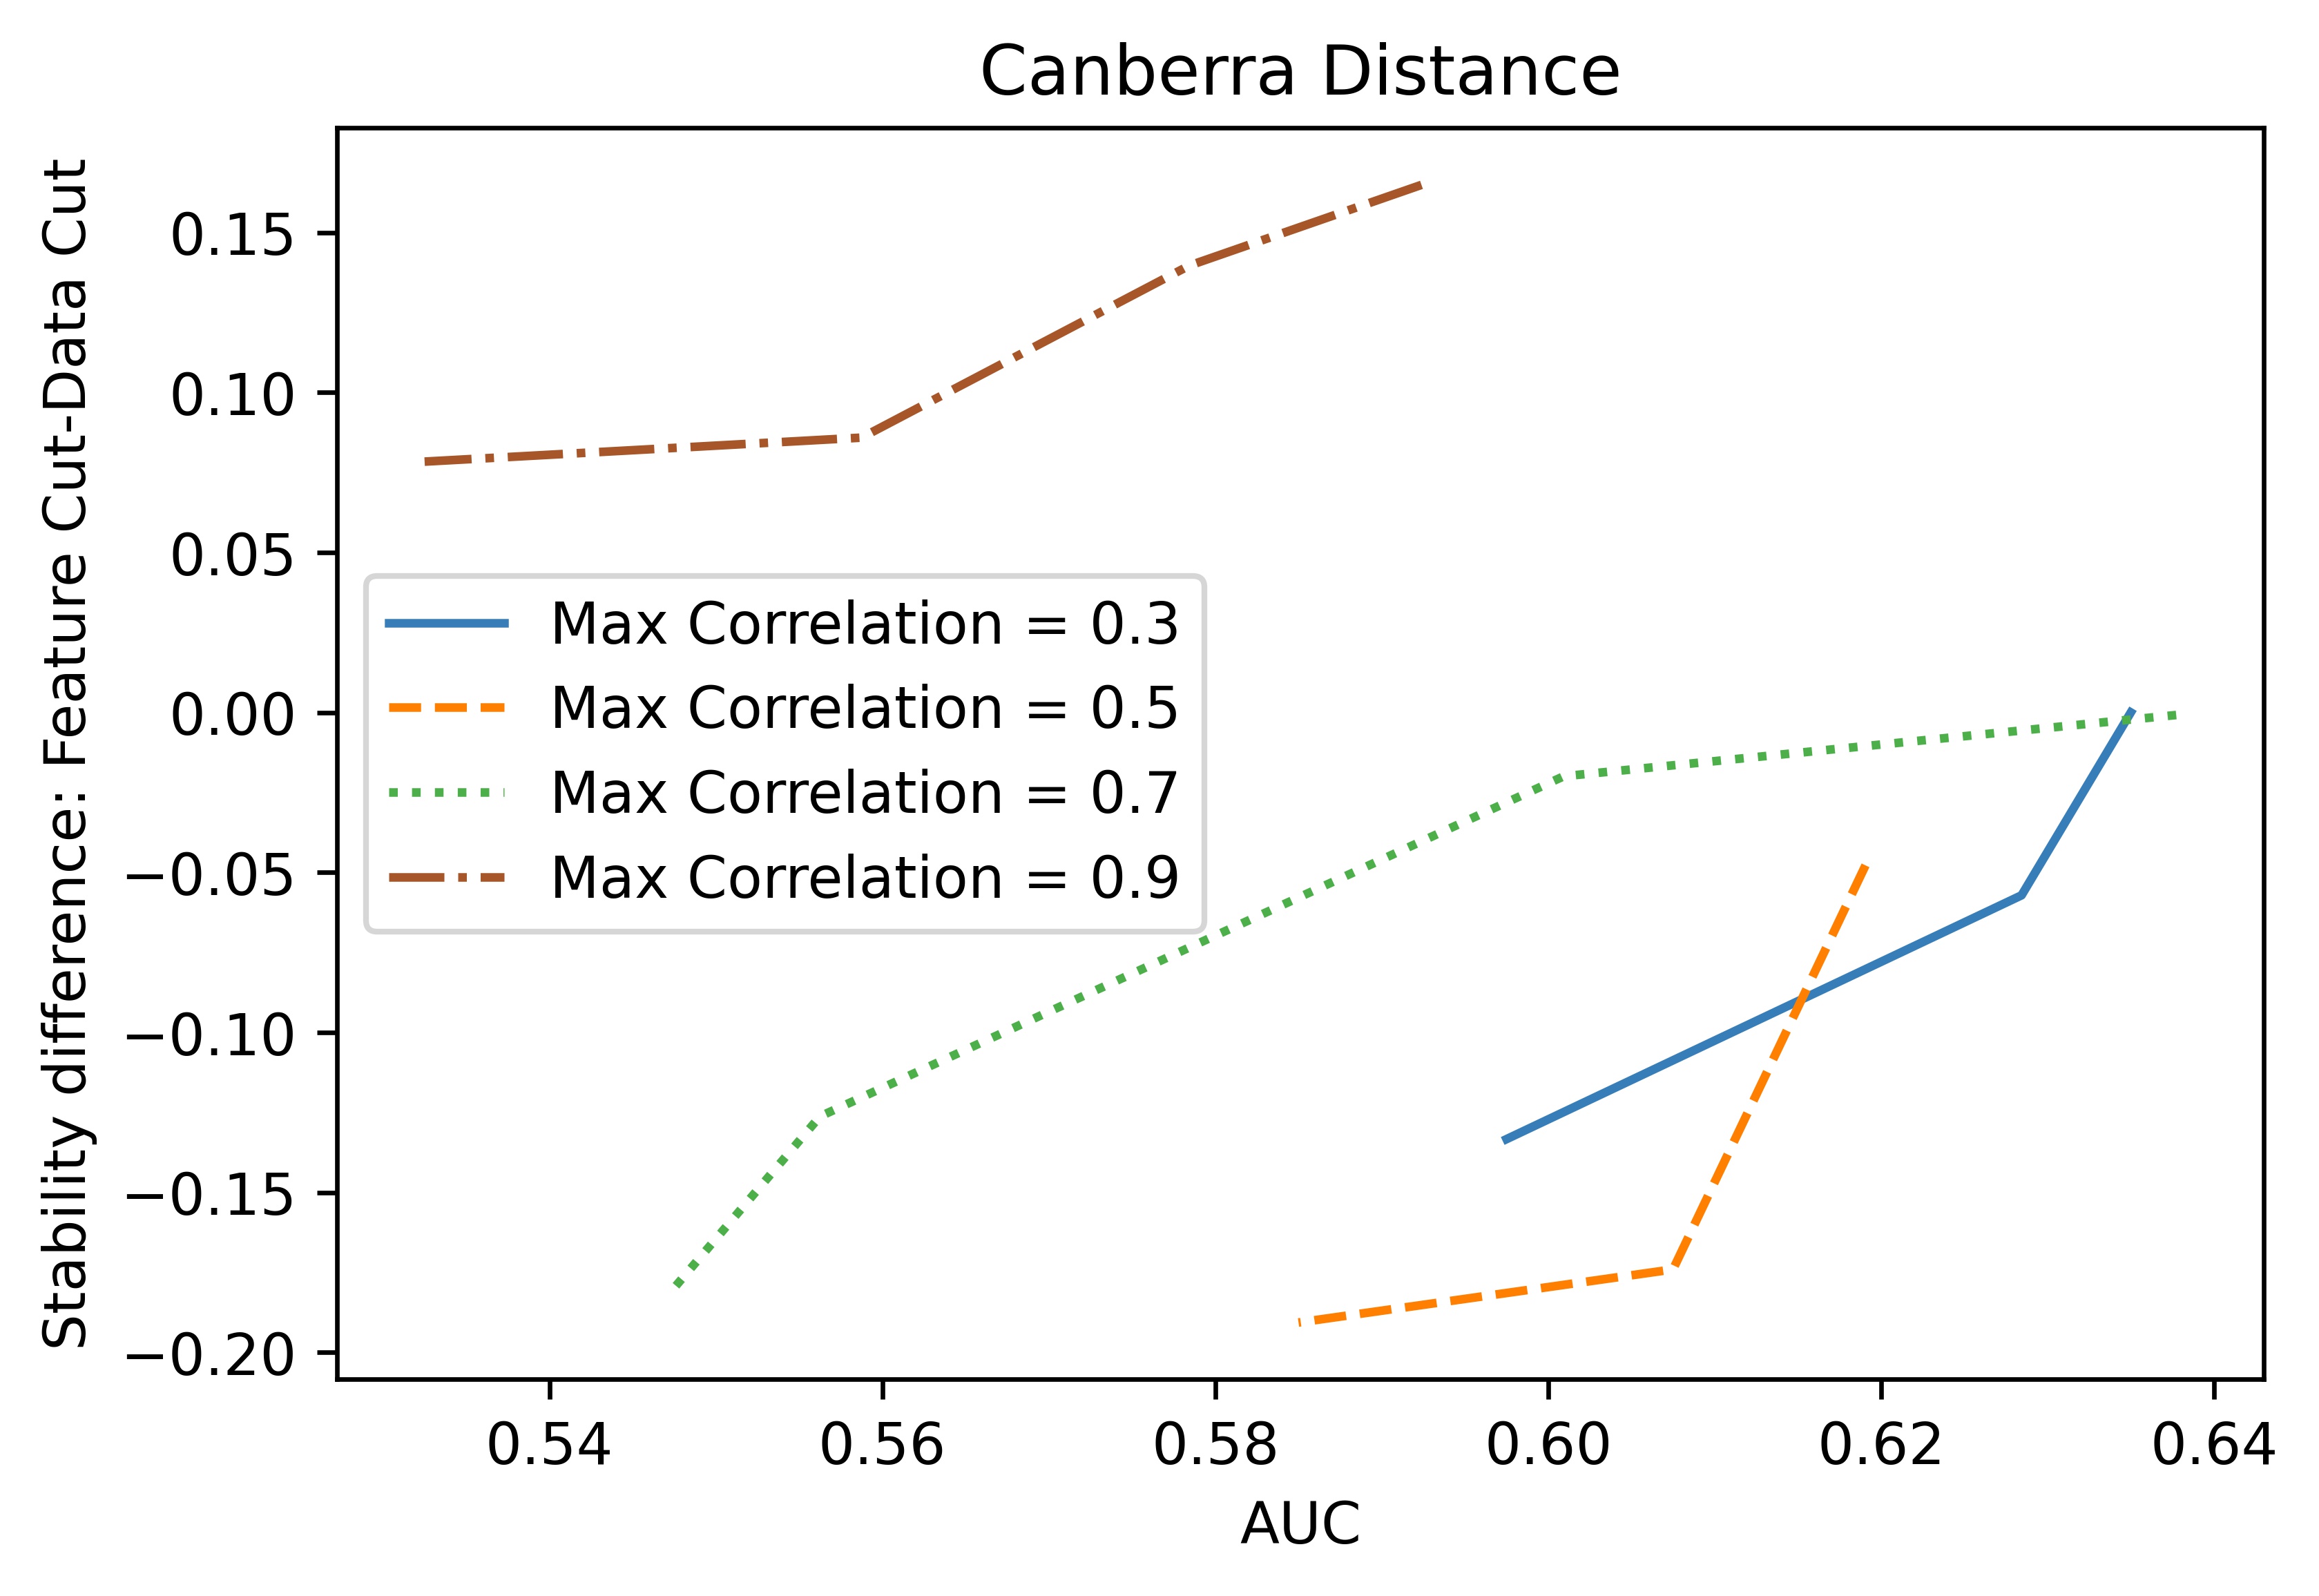 Canberra Distance
Stability difference: Feature Cut-Data Cut
0.15
0.10
0.05
0.00
−0.05
−0.10
−0.15
−0.20
Max Correlation = 0.3
Max Correlation = 0.5
Max Correlation = 0.7
Max Correlation = 0.9
0.54 0.56 0.58 0.60 0.62 0.64
AUC